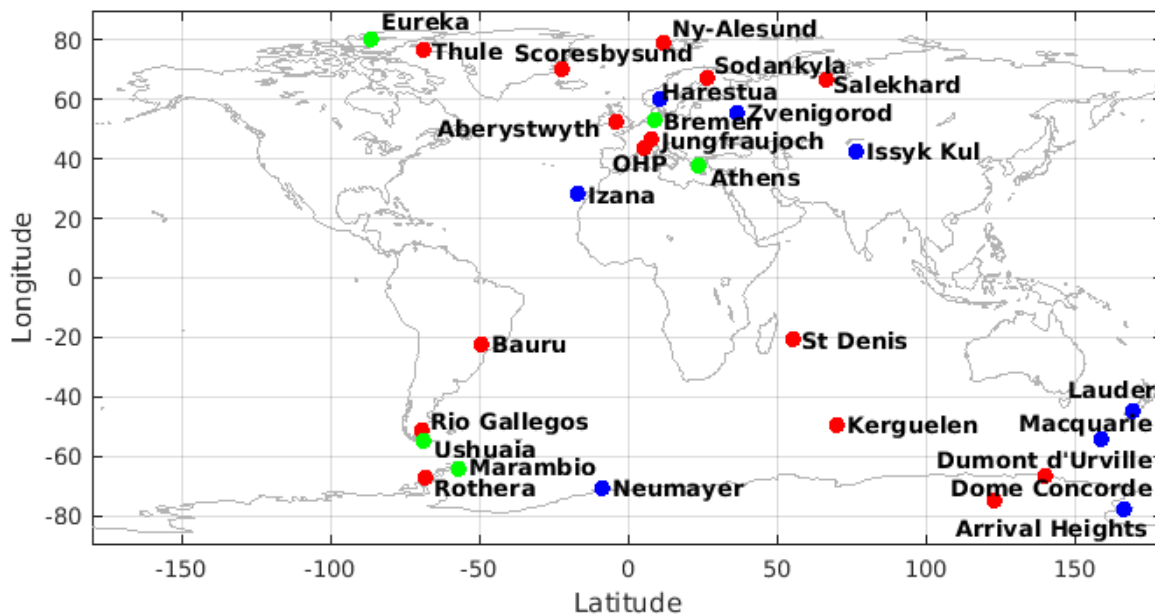 Eureka
Ny-Alesund
80
Thule
Scoresbysund
Sodankyla
Salekhard
60
Harestua
Zvenigorod
Aberystwyth
Bremen
Jungfraujoch
Issyk Kul
40
OHP
Athens
Izana
20
Longitude
0
-20
Bauru
St Denis
Lauder
-40
Rio Gallegos
Macquarie
Kerguelen
Ushuaia
-60
Marambio
Dumont d'Urville
Rothera
Neumayer
Dome Concorde
-80
Arrival Heights
-150
-100
-50
0
50
100
150
Latitude